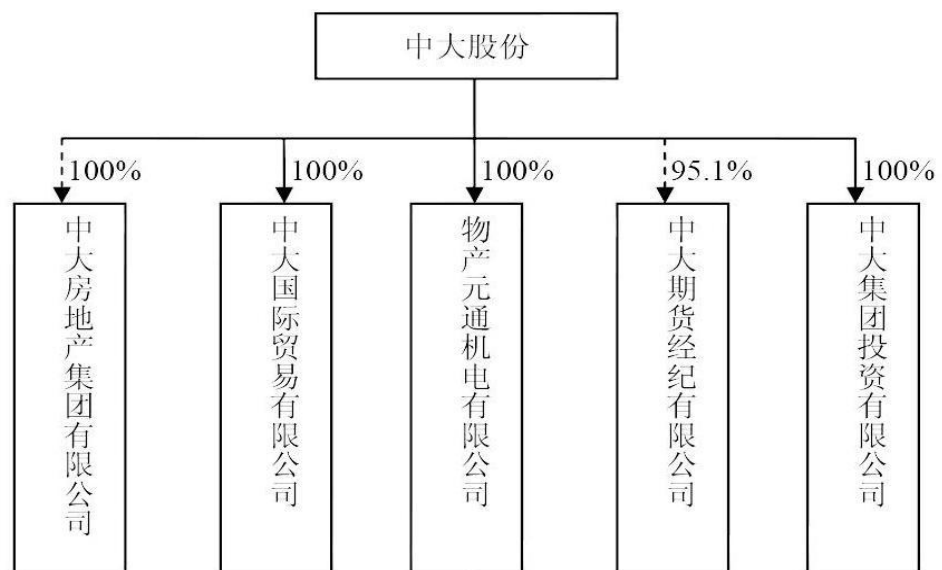 中大股份
100%
100%
100%
95.1%
100%
中大房地产集团有限公司
中大国际贸易有限公司
物产元通机电有限公司
中大期货经纪有限公司
中大集团投资有限公司